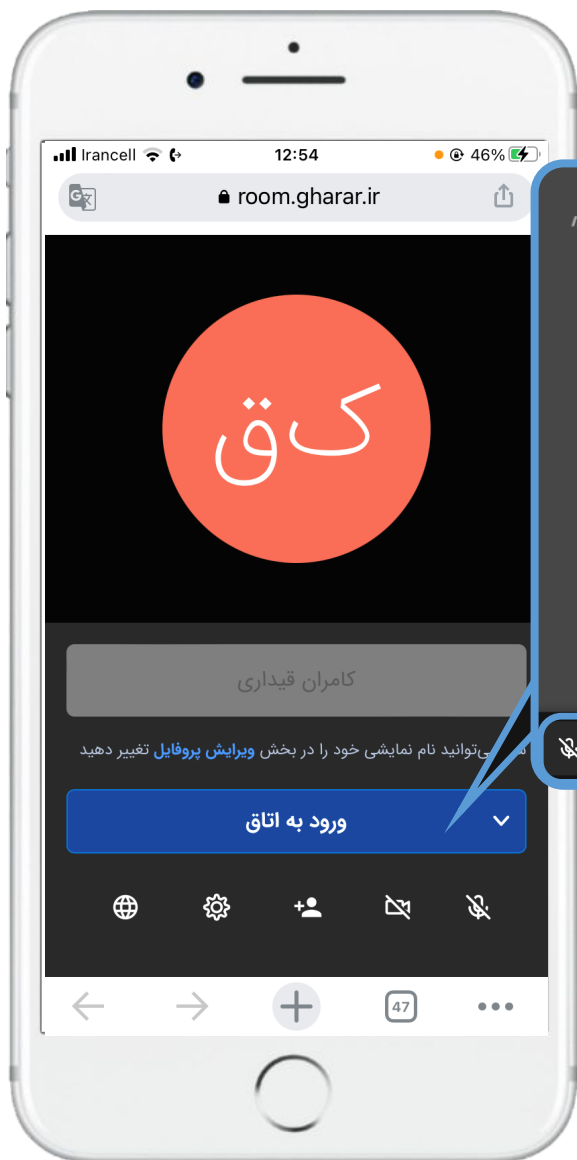 Irancell 12:54 46%
room.gharar.ir
ک‌ق
کامران قیداری
می‌توانید نام نمایشی خود را در بخش ویرایش پروفایل تغییر دهید
ورود به اتاق
47